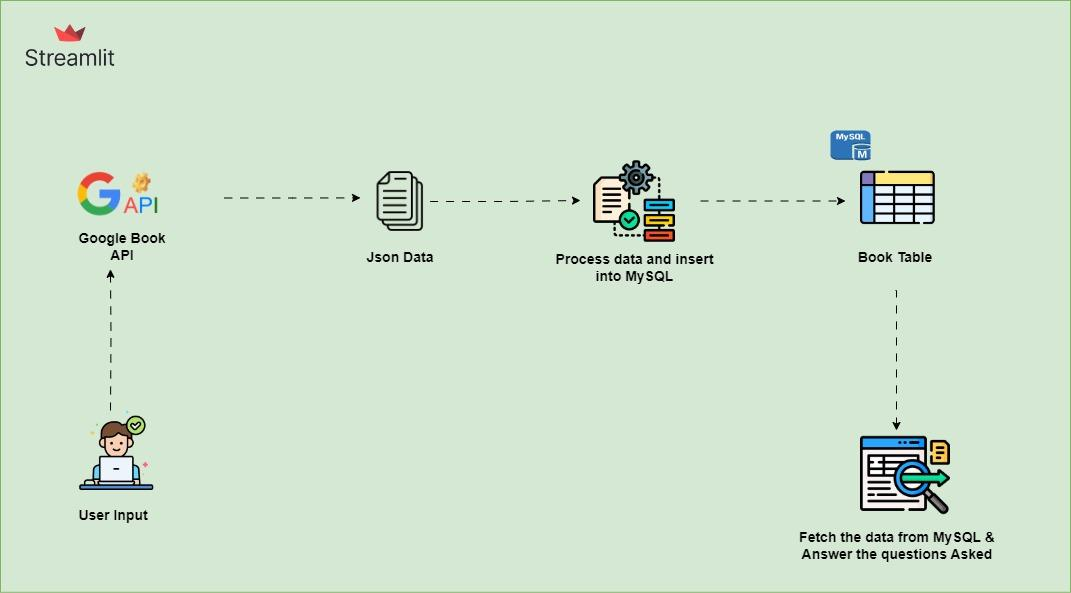 Streamlit
MySQL
M
API
Google Book
API
Json Data
Process data and insert
into MySQL
Book Table
User Input
Fetch the data from MySQL &
Answer the questions Asked